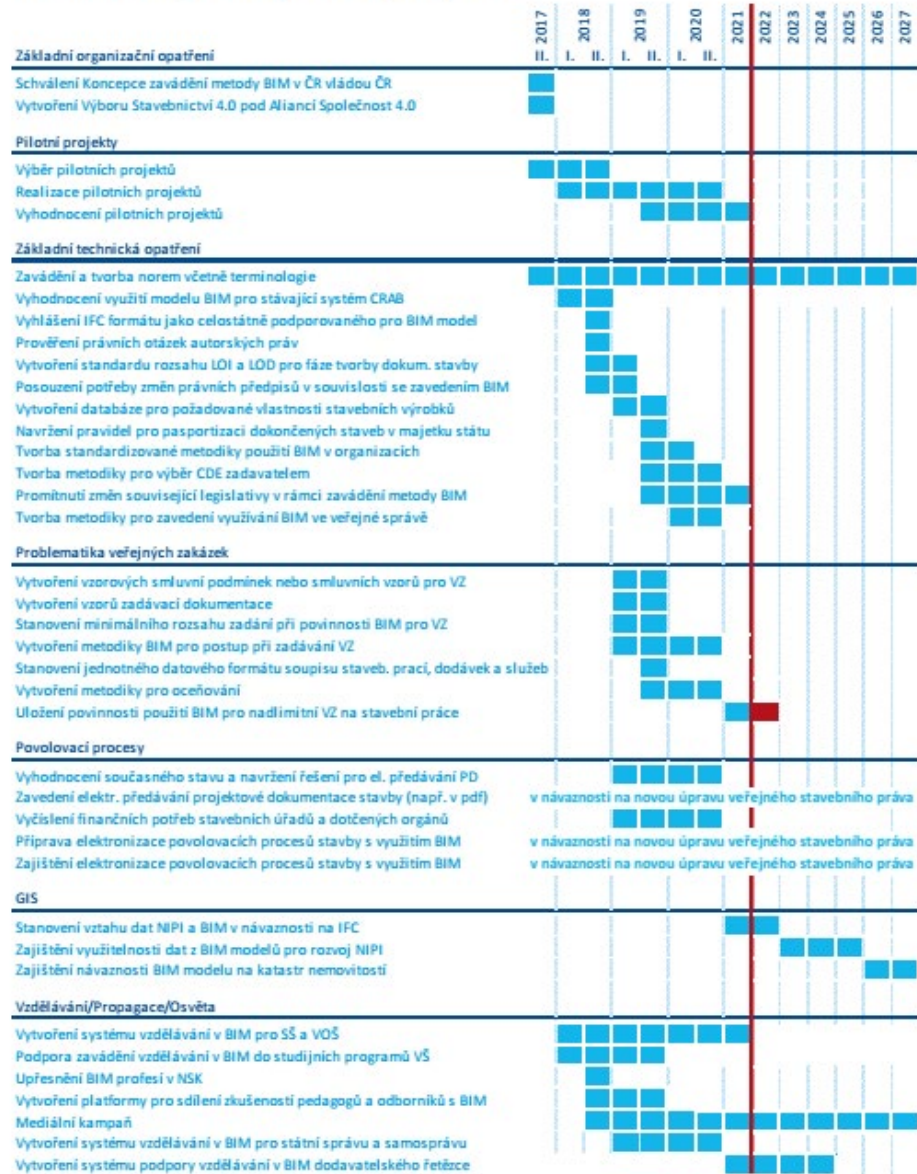 2017 2018 2019 2020 2021 2022 2023 2024 2025 2026 2027
Základní organizační opatření II. I. II. I. II. I. II.
Schválení Koncepce zavádění metody BIM v ČR vládou ČR
Vytvoření Výboru Stavebnictví 4.0 pod Aliancí Společnost 4.0
Pilotní projekty
Výběr pilotních projektů
Realizace pilotních projektů
Vyhodnocení pilotních projektů
Základní technická opatření
Zavádění a tvorba norem včetně terminologie
Vyhodnocení využití modelu BIM pro stávající systém CRAB
Vyhlášení IFC formátu jako celostátně podporovaného pro BIM model
Prověření právních otázek autorských práv
Vytvoření standardu rozsahu LOI a LOD pro fáze tvorby dokum. stavby
Posouzení potřeby změn právních předpisů v souvislosti se zavedením BIM
Vytvoření databáze pro požadované vlastnosti stavebních výrobků
Navržení pravidel pro pasportizaci dokončených staveb v majetku státu
Tvorba standardizované metodiky použití BIM v organizacích
Tvorba metodiky pro výběr CDE zadavatelem
Promítnutí změn související legislativy v rámci zavádění metody BIM
Tvorba metodiky pro zavedení využívání BIM ve veřejné správě
Problematika veřejných zakázek
Vytvoření vzorových smluvní podmínek nebo smluvních vzorů pro VZ
Vytvoření vzorů zadávací dokumentace
Stanovení minimálního rozsahu zadání při povinnosti BIM pro VZ
Vytvoření metodiky BIM pro postup při zadávání VZ
Stanovení jednotného datového formátu soupisu staveb. prací, dodávek a služeb
Vytvoření metodiky pro oceňování
Uložení povinnosti použití BIM pro nadlimitní VZ na stavební práce
Povolovací procesy
Vyhodnocení současného stavu a navržení řešení pro el. předávání PD
Zavedení elektr. předávání projektové dokumentace stavby (např. v pdf) v návaznosti na novou úpravu veřejného stavebního práva
Vyčíslení finančních potřeb stavebních úřadů a dotčených orgánů
Příprava elektronizace povolovacích procesů stavby s využitím BIM v návaznosti na novou úpravu veřejného stavebního práva
Zajištění elektronizace povolovacích procesů stavby s využitím BIM v návaznosti na novou úpravu veřejného stavebního práva
GIS
Stanovení vztahu dat NIPI a BIM v návaznosti na IFC
Zajištění využitelnosti dat z BIM modelů pro rozvoj NIPI
Zajištění návaznosti BIM modelu na katastr nemovitostí
Vzdělávání/Propagace/Osvěta
Vytvoření systému vzdělávání v BIM pro SŠ a VOŠ
Podpora zavádění vzdělávání v BIM do studijních programů VŠ
Upřesnění BIM profesí v NSK
Vytvoření platformy pro sdílení zkušeností pedagogů a odborníků s BIM
Mediální kampaň
Vytvoření systému vzdělávání v BIM pro státní správu a samosprávu
Vytvoření systému podpory vzdělávání v BIM dodavatelského řetězce